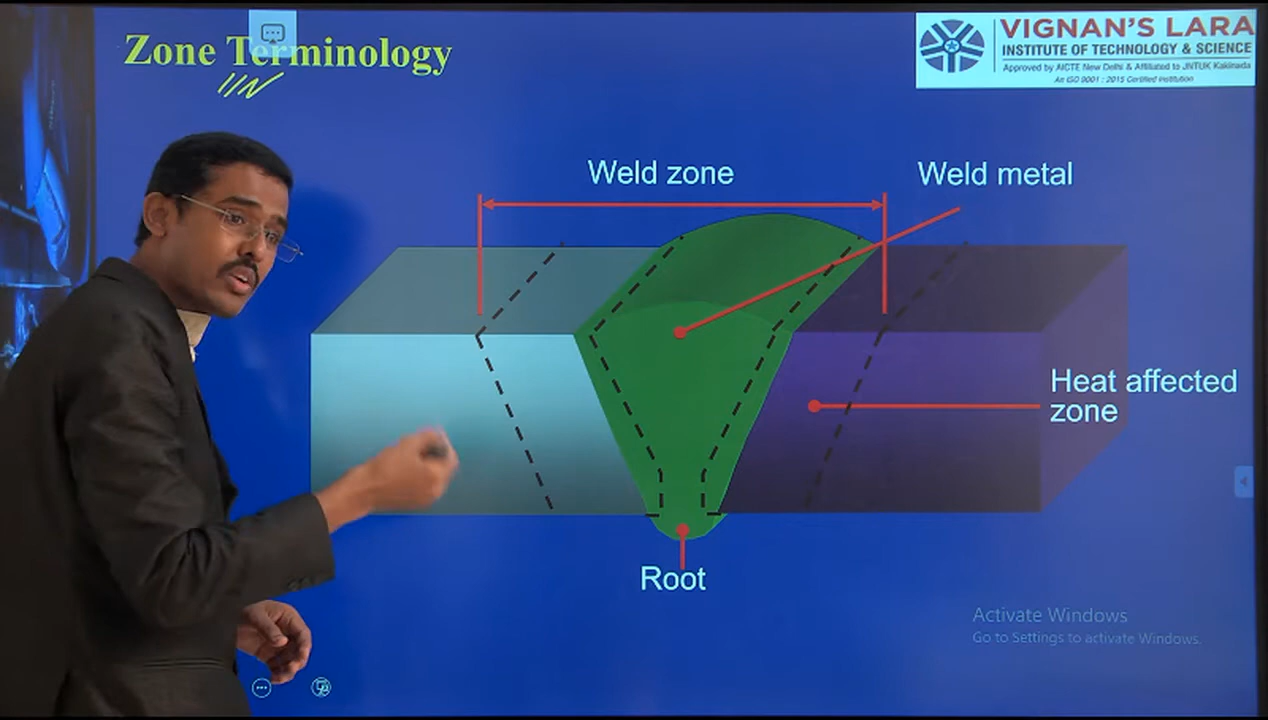 Zone Terminology
VIGNAN'S LARA
INSTITUTE OF TECHNOLOGY & SCIENCE
Approved by AICTE New Delhi & Affiliated to JNTUK Kakinada
An ISO 9001 : 2015 Certified Institution
Weld zone
Weld metal
Heat affected
zone
Root
Activate Windows
Go to Settings to activate Windows.